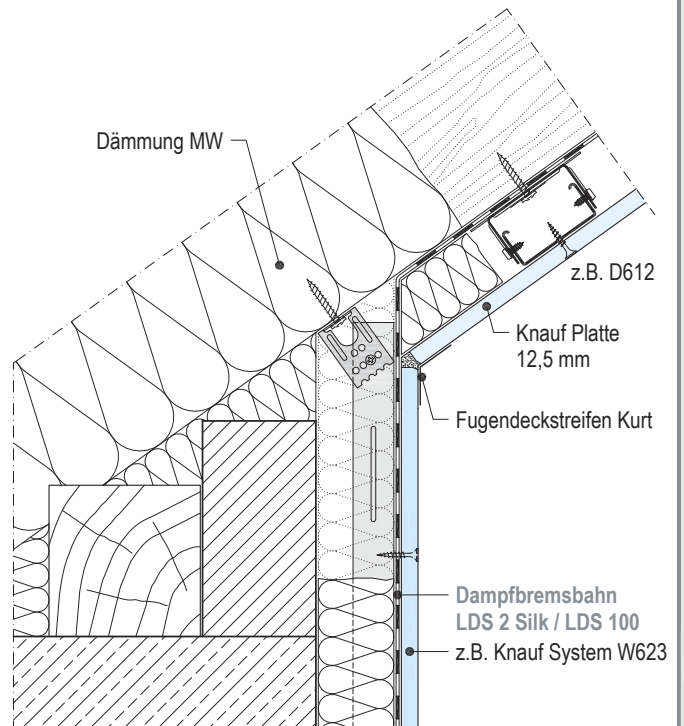 Dämmung MW
z.B. D612
Knauf Platte
12,5 mm
Fugendeckstreifen Kurt
Dampfbremsbahn
LDS 2 Silk / LDS 100
z.B. Knauf System W623